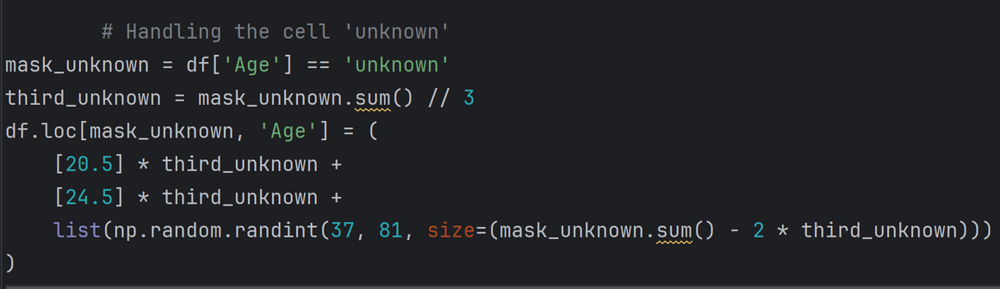 # Handling the cell 'unknown'
mask_unknown = df['Age'] == 'unknown'
third_unknown = mask_unknown.sum() // 3
df.loc[mask_unknown, 'Age'] = (
    [20.5] * third_unknown +
    [24.5] * third_unknown +
    list(np.random.randint(37, 81, size=(mask_unknown.sum() - 2 * third_unknown)))
)